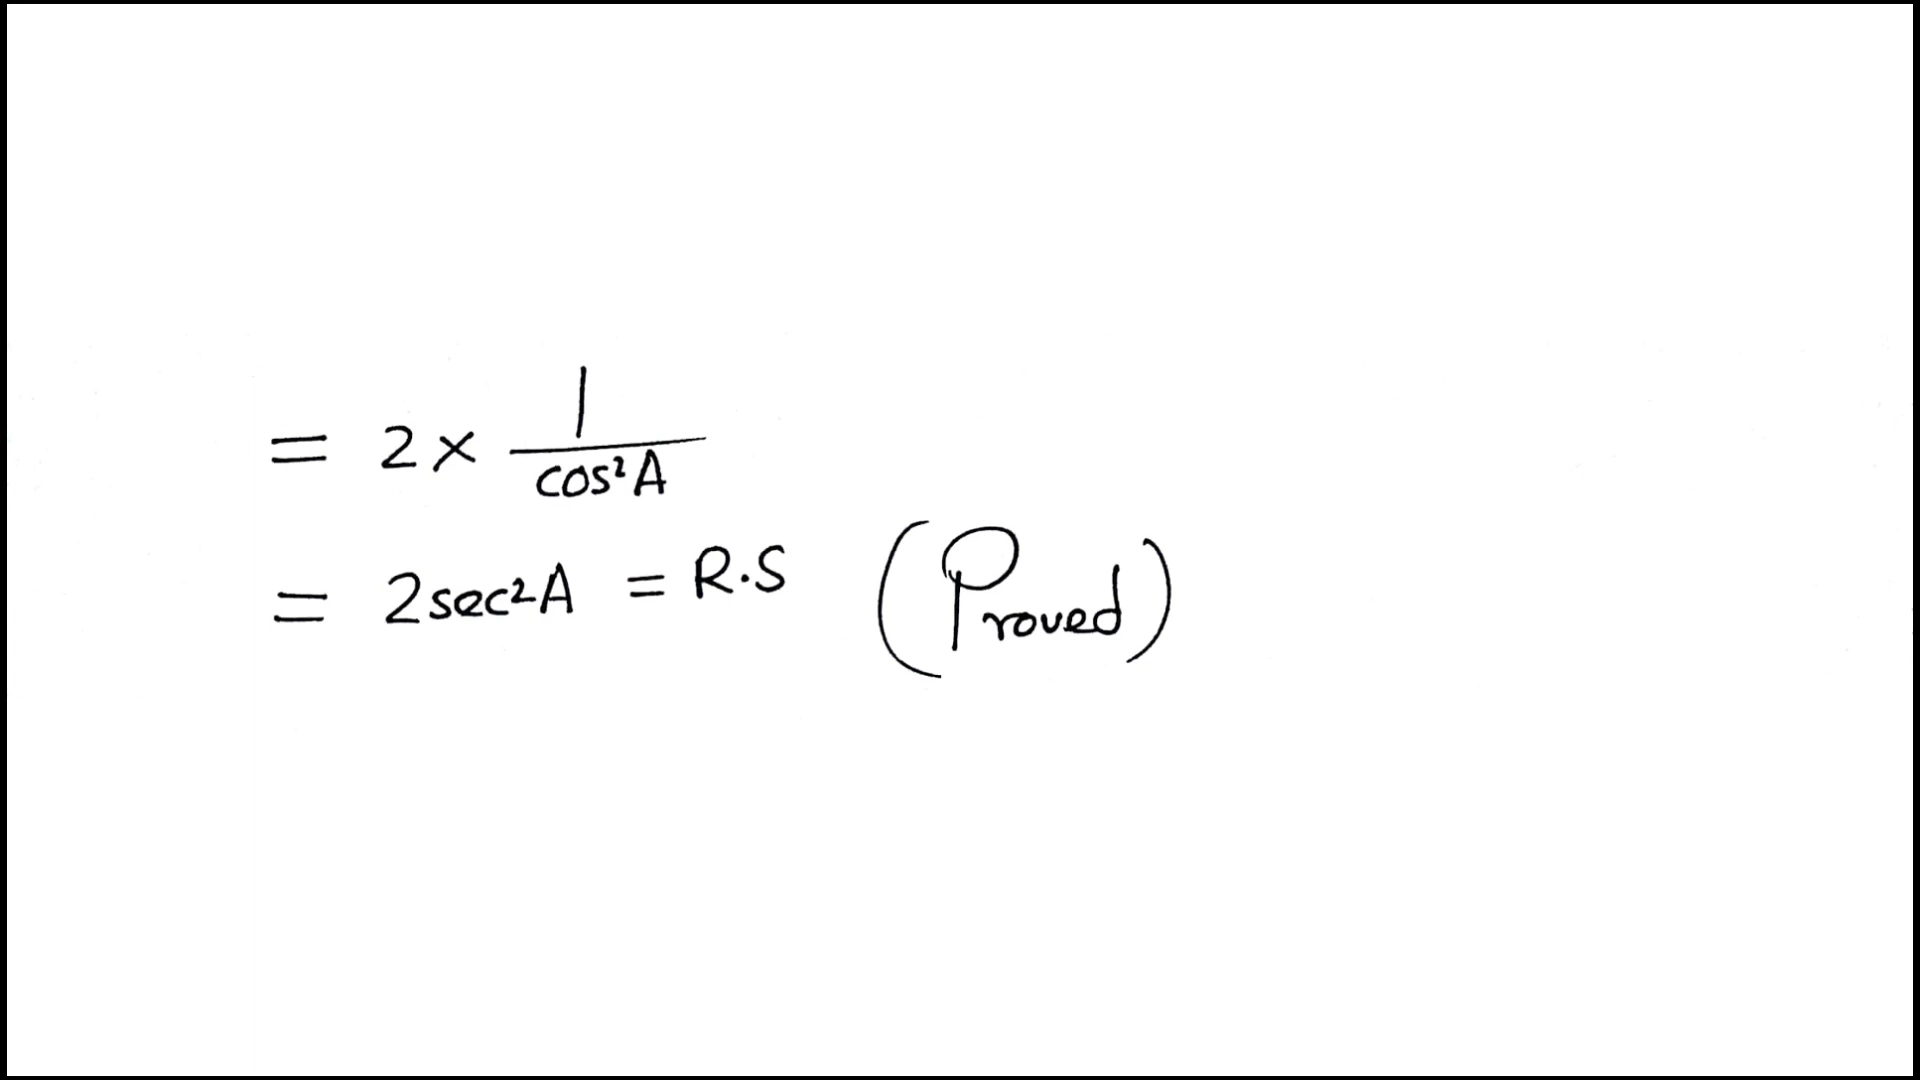 = 2 × 1/cos²A
= 2sec²A = R.S (Proved)